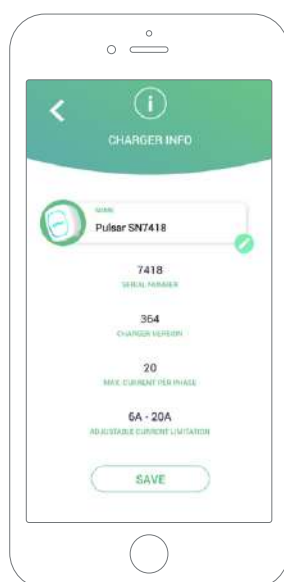 CHARGER INFO
NAME
Pulsar SN7418
7418
SERIAL NUMBER
364
CHARGER VERSION
20
MAX. CURRENT PER PHASE
6A - 20A
ADJUSTABLE CURRENT LIMITATION
SAVE